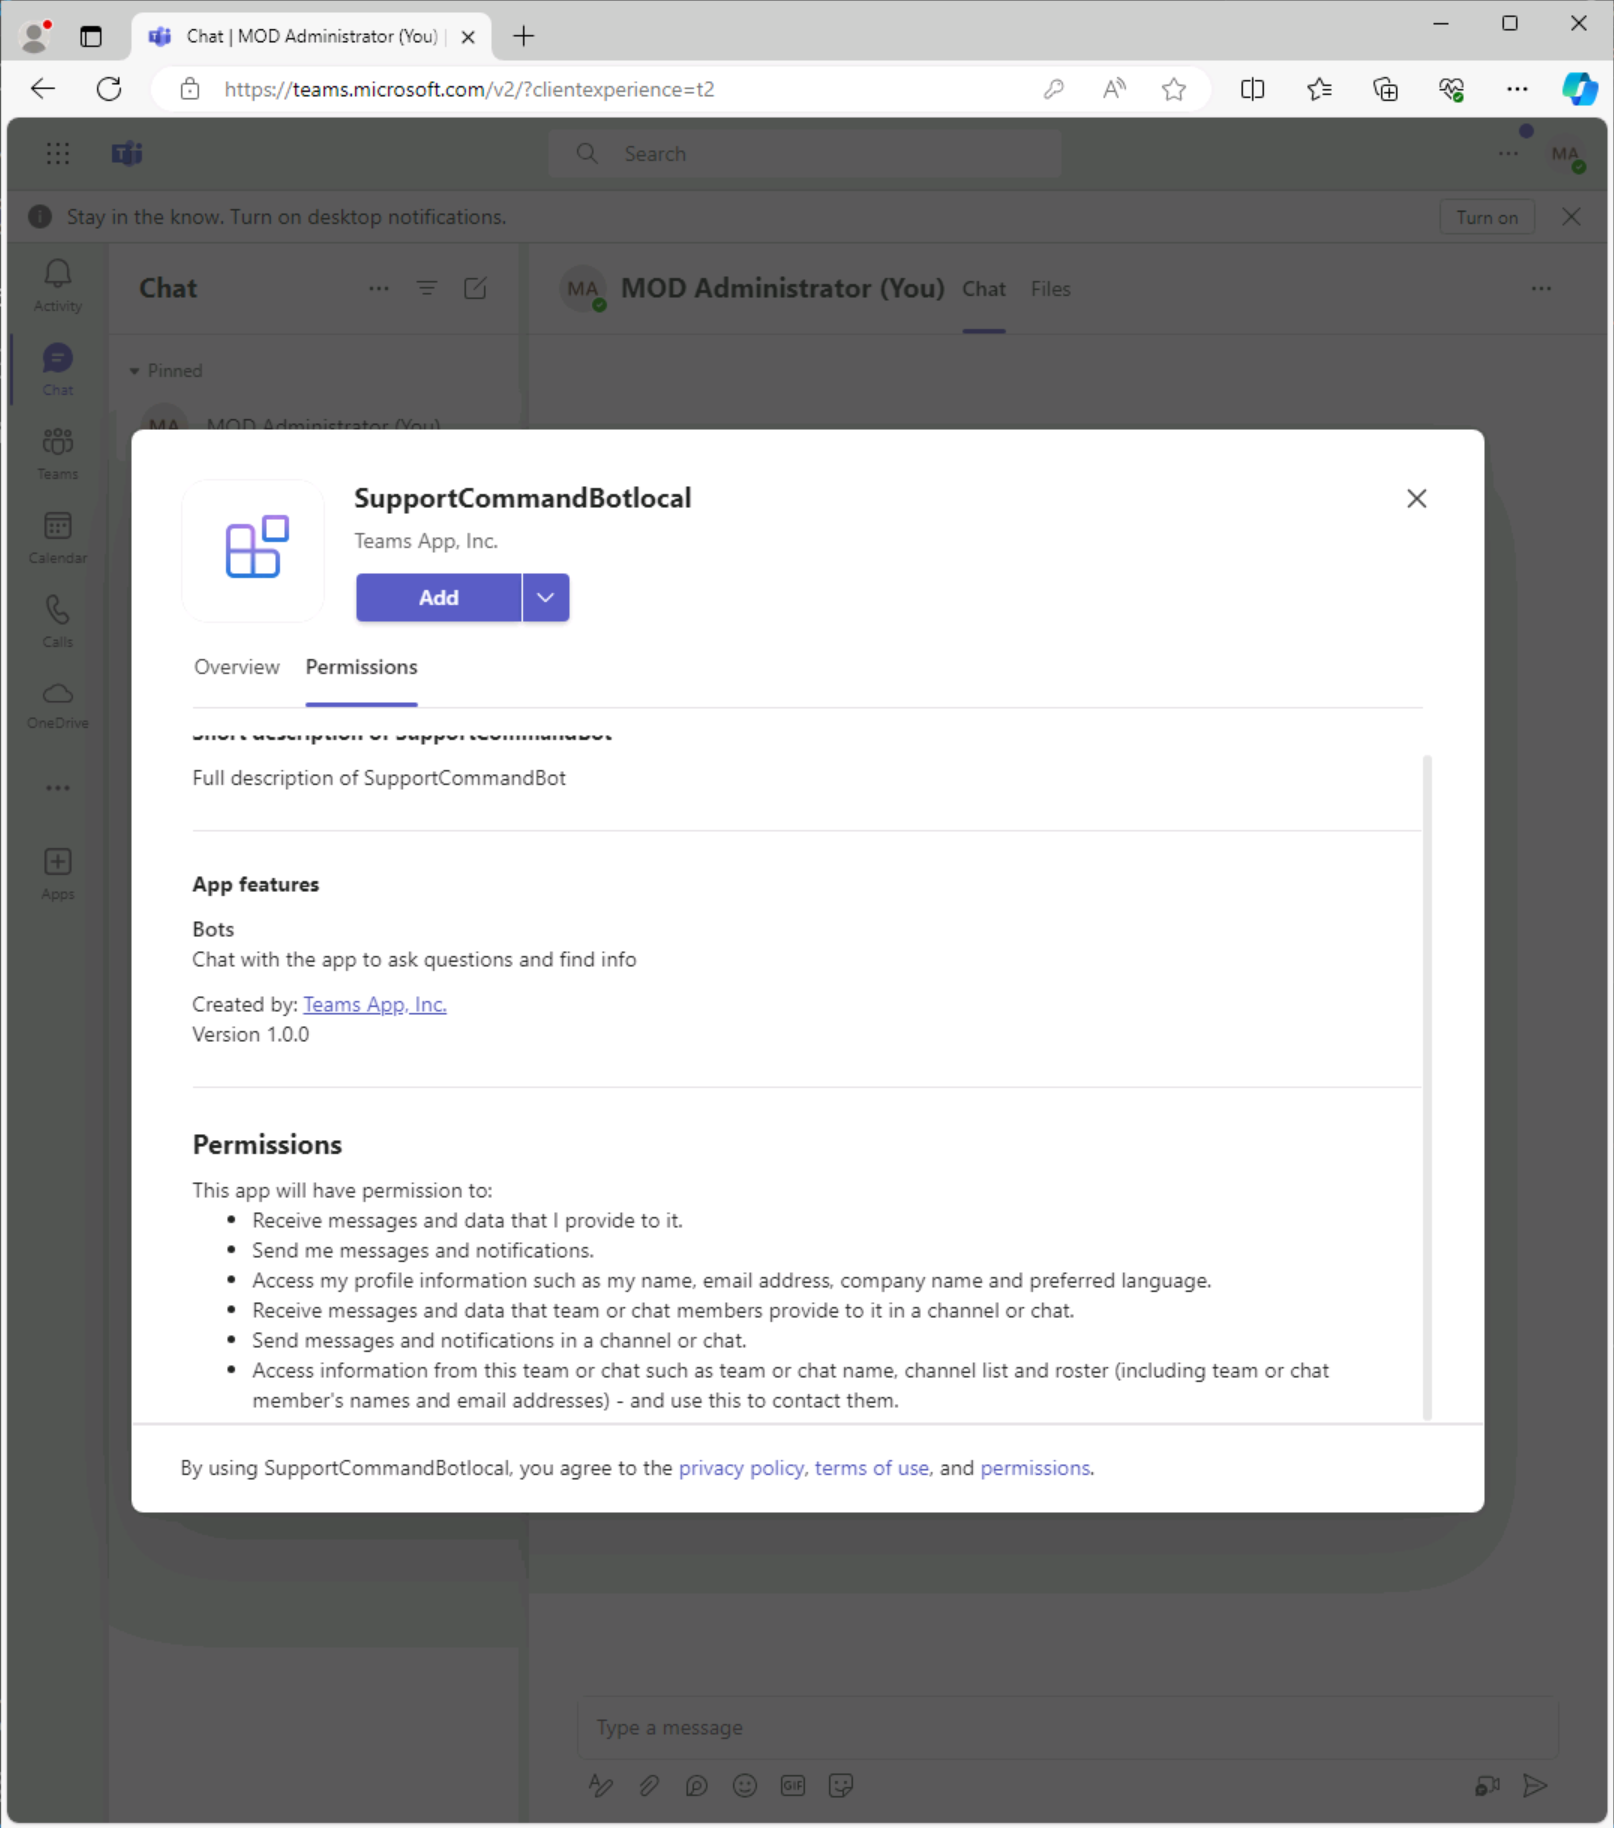 Chat | MOD Administrator (You) |
https://teams.microsoft.com/v2/?clientexperience=t2
Search
MA
Stay in the know. Turn on desktop notifications.
Turn on
Activity
Chat
Teams
Calendar
Calls
OneDrive
Apps
Chat
Pinned
MA MOD Administrator (You)
MA MOD Administrator (You) Chat Files
SupportCommandBotlocal
Teams App, Inc.
Add
Overview Permissions
Short description of SupportCommandBot
Full description of SupportCommandBot
App features
Bots
Chat with the app to ask questions and find info
Created by: Teams App, Inc.
Version 1.0.0
Permissions
This app will have permission to:
• Receive messages and data that I provide to it.
• Send me messages and notifications.
• Access my profile information such as my name, email address, company name and preferred language.
• Receive messages and data that team or chat members provide to it in a channel or chat.
• Send messages and notifications in a channel or chat.
• Access information from this team or chat such as team or chat name, channel list and roster (including team or chat
member's names and email addresses) - and use this to contact them.
By using SupportCommandBotlocal, you agree to the privacy policy, terms of use, and permissions.
Type a message
GIF